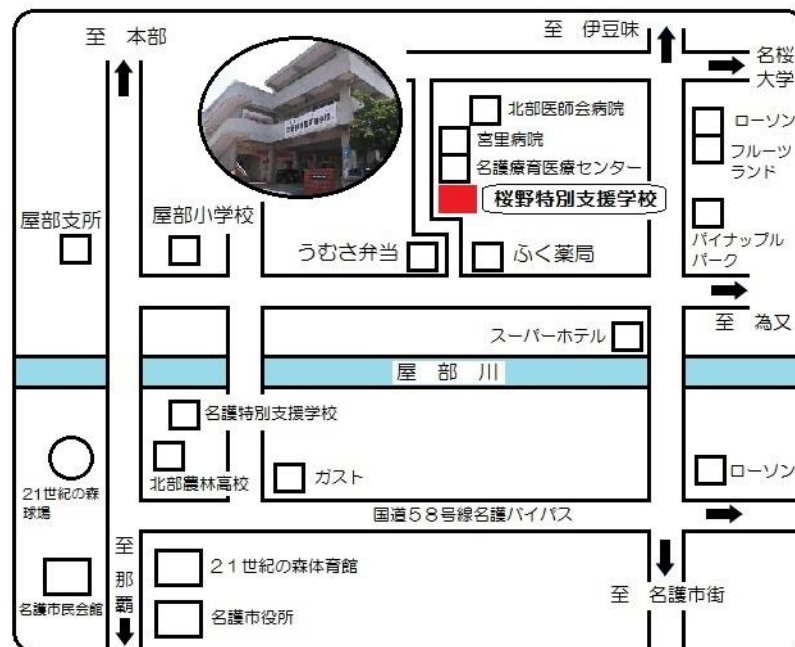 至 本部
至 伊豆味
名桜
大学
北部医師会病院
宮里病院
名護療育医療センター
桜野特別支援学校
ローソン
フルーツ
ランド
パイナップル
パーク
屋部支所
屋部小学校
うむさ弁当
ふく薬局
至 為又
スーパーホテル
屋部川
名護特別支援学校
北部農林高校
ガスト
ローソン
21世紀の森
球場
国道58号線名護バイパス
至 那覇
21世紀の森体育館
名護市民会館
名護市役所
至 名護市街